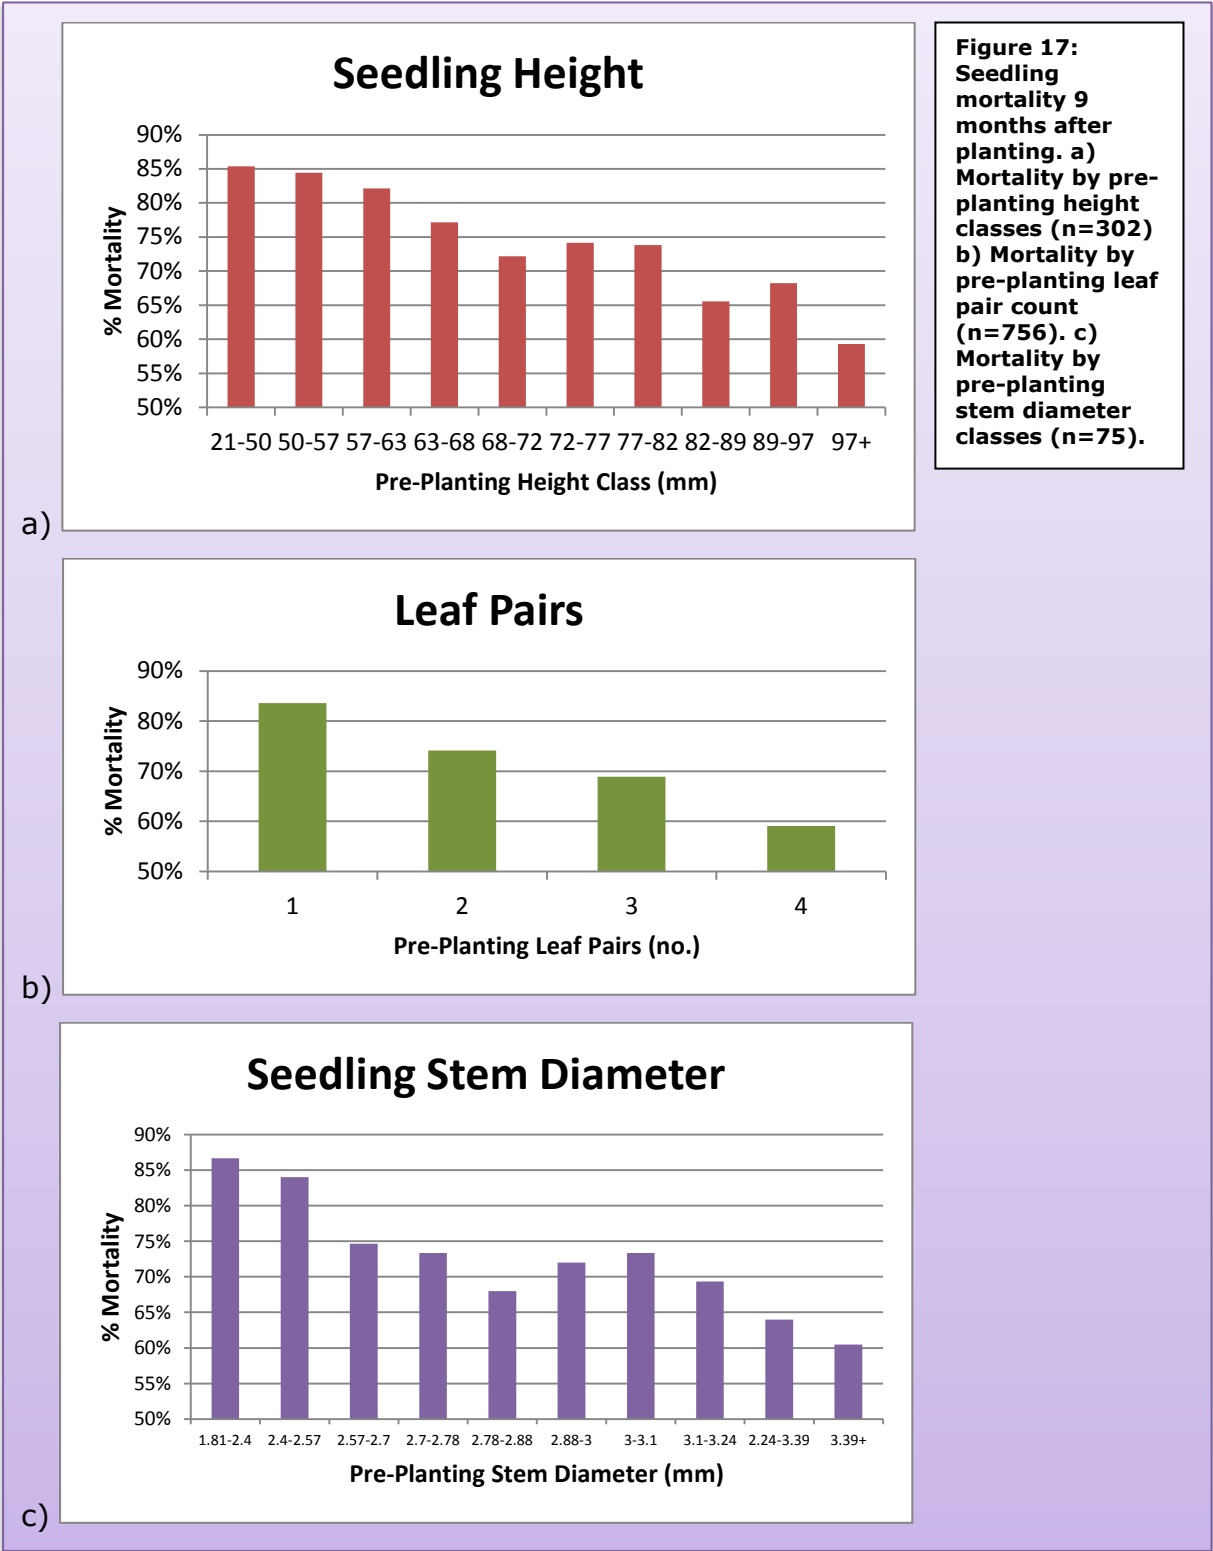 Seedling Height
90%
85%
80%
75%
70%
65%
60%
55%
50%
% Mortality
21-50 50-57 57-63 63-68 68-72 72-77 77-82 82-89 89-97 97+
Pre-Planting Height Class (mm)
a)
Figure 17:
Seedling
mortality 9
months after
planting. a)
Mortality by pre-
planting height
classes (n=302)
b) Mortality by
pre-planting leaf
pair count
(n=756). c)
Mortality by
pre-planting
stem diameter
classes (n=75).
Leaf Pairs
90%
80%
70%
60%
50%
% Mortality
1 2 3 4
Pre-Planting Leaf Pairs (no.)
b)
Seedling Stem Diameter
90%
85%
80%
75%
70%
65%
60%
55%
50%
% Mortality
1.81-2.4 2.4-2.57 2.57-2.7 2.7-2.78 2.78-2.88 2.88-3 3-3.1 3.1-3.24 2.24-3.39 3.39+
Pre-Planting Stem Diameter (mm)
c)